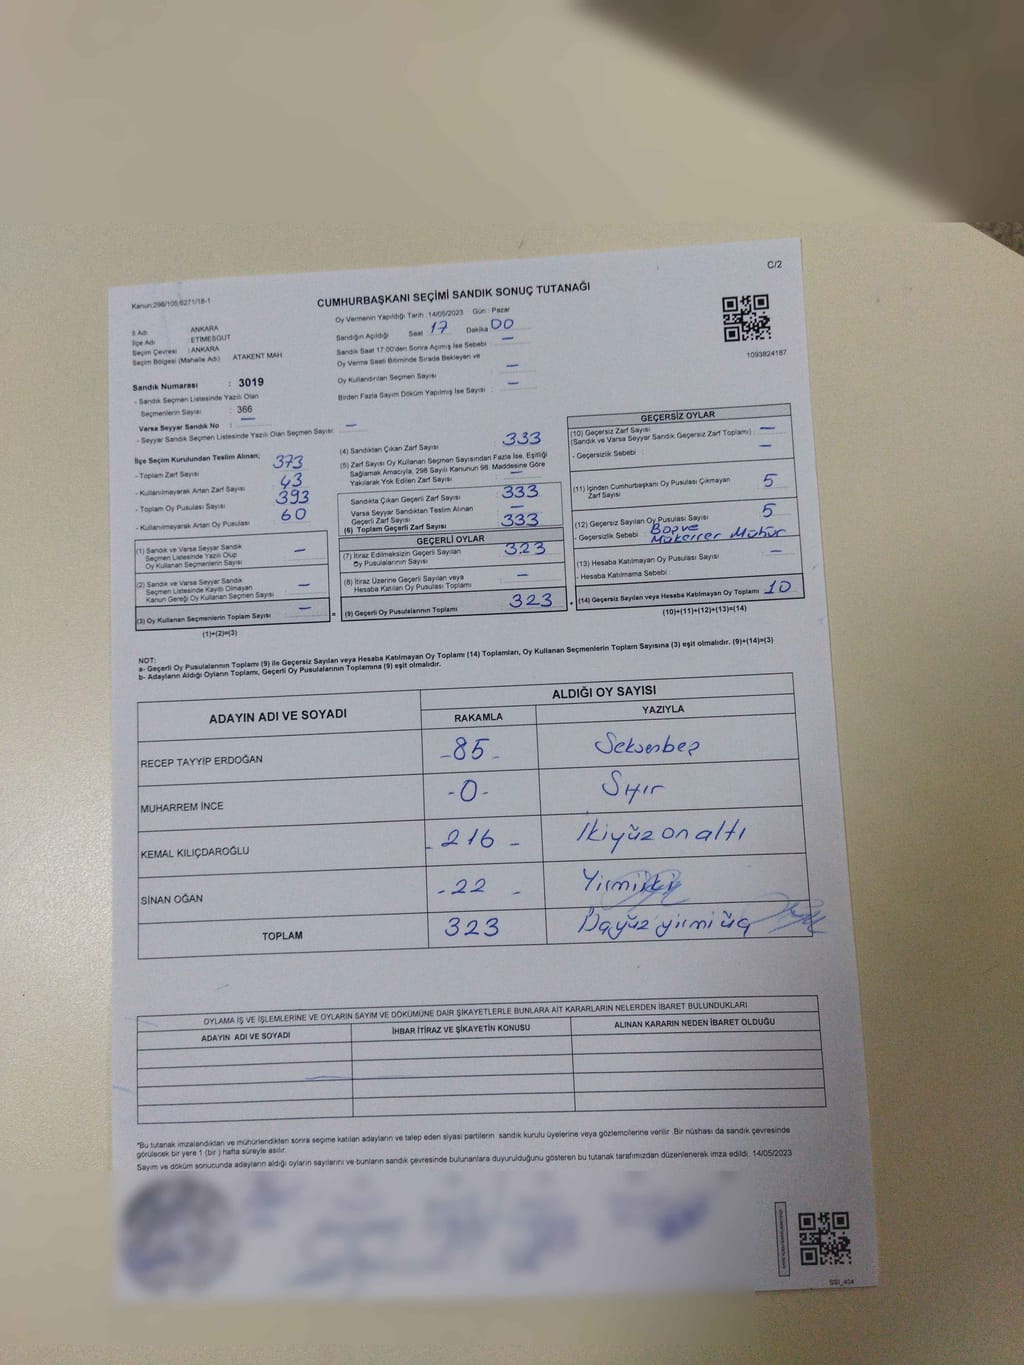 C/2
Kanun:298/105;6271/18-1
CUMHURBAŞKANI SEÇİMİ SANDIK SONUÇ TUTANAĞI
İl Adı : ANKARA
İlçe Adı : ETİMESGUT
Seçim Çevresi : ANKARA
Seçim Bölgesi (Mahalle Adı) : ATAKENT MAH.
Oy Vermenin Yapıldığı Tarih : 14/05/2023 Gün : Pazar
Sandığın Açıldığı Saat 17 Dakika 00
Sandık Saat 17:00'den Sonra Açılmış İse Sebebi : —
Oy Verme Saati Bitiminde Sırada Bekleyen ve
Oy Kullandırılan Seçmen Sayısı : —
Birden Fazla Sayım Döküm Yapılmış İse Sayısı : —
1093824187
Sandık Numarası : 3019
- Sandık Seçmen Listesinde Yazılı Olan
Seçmenlerin Sayısı : 366
Varsa Seyyar Sandık No : —
- Seyyar Sandık Seçmen Listesinde Yazılı Olan Seçmen Sayısı: —
İlçe Seçim Kurulundan Teslim Alınan;
- Toplam Zarf Sayısı : 373
- Kullanılmayarak Artan Zarf Sayısı : 43
- Toplam Oy Pusulası Sayısı : 393
- Kullanılmayarak Artan Oy Pusulası : 60
(1) Sandık ve Varsa Seyyar Sandık
Seçmen Listesinde Yazılı Olup
Oy Kullanan Seçmenlerin Sayısı —
(2) Sandık ve Varsa Seyyar Sandık
Seçmen Listesinde Kayıtlı Olmayan
Kanun Gereği Oy Kullanan Seçmen Sayısı —
(3) Oy Kullanan Seçmenlerin Toplam Sayısı —
(1)+(2)=(3)
(4) Sandıktan Çıkan Zarf Sayısı 333
(5) Zarf Sayısı Oy Kullanan Seçmen Sayısından Fazla İse, Eşitliği
Sağlamak Amacıyla, 298 Sayılı Kanunun 98. Maddesine Göre
Yakılarak Yok Edilen Zarf Sayısı : —
Sandıkta Çıkan Geçerli Zarf Sayısı : 333
Varsa Seyyar Sandıktan Teslim Alınan
Geçerli Zarf Sayısı : —
(6) Toplam Geçerli Zarf Sayısı : 333
GEÇERLİ OYLAR
(7) İtiraz Edilmeksizin Geçerli Sayılan
Oy Pusulalarının Sayısı 323
(8) İtiraz Üzerine Geçerli Sayılan veya
Hesaba Katılan Oy Pusulası Toplamı —
(9) Geçerli Oy Pusulalarının Toplamı 323
GEÇERSİZ OYLAR
(10) Geçersiz Zarf Sayısı —
(Sandık ve Varsa Seyyar Sandık Geçersiz Zarf Toplamı) : —
- Geçersizlik Sebebi :
(11) İçinden Cumhurbaşkanı Oy Pusulası Çıkmayan
Zarf Sayısı 5
(12) Geçersiz Sayılan Oy Pusulası Sayısı 5
- Geçersizlik Sebebi Boş ve
Mükerrer Mühür
(13) Hesaba Katılmayan Oy Pusulası Sayısı —
- Hesaba Katılmama Sebebi
(14) Geçersiz Sayılan veya Hesaba Katılmayan Oy Toplamı 10
(10)+(11)+(12)+(13)=(14)
NOT:
a- Geçerli Oy Pusulalarının Toplamı (9) ile Geçersiz Sayılan veya Hesaba Katılmayan Oy Toplamı (14) Toplamları, Oy Kullanan Seçmenlerin Toplam Sayısına (3) eşit olmalıdır. (9)+(14)=(3)
b- Adayların Aldığı Oyların Toplamı, Geçerli Oy Pusulalarının Toplamına (9) eşit olmalıdır.
ADAYIN ADI VE SOYADI
ALDIĞI OY SAYISI
RAKAMLA YAZIYLA
RECEP TAYYİP ERDOĞAN -85- Seksenbeş
MUHARREM İNCE -0- Sıfır
KEMAL KILIÇDAROĞLU -216- İkiyüz on altı
SİNAN OĞAN -22- Yirmiiki
TOPLAM 323 Üçyüz yirmi üç
OYLAMA İŞ VE İŞLEMLERİNE VE OYLARIN SAYIM VE DÖKÜMÜNE DAİR ŞİKAYETLERLE BUNLARA AİT KARARLARIN NELERDEN İBARET BULUNDUKLARI
ADAYIN ADI VE SOYADI İHBAR İTİRAZ VE ŞİKAYETİN KONUSU ALINAN KARARIN NEDEN İBARET OLDUĞU
*Bu tutanak imzalandıktan ve mühürlendikten sonra seçime katılan adayların ve talep eden siyasi partilerin sandık kurulu üyelerine veya gözlemcilerine verilir .Bir nüshası da sandık çevresinde
görülecek bir yere 1 (bir ) hafta süreyle asılır.
Sayım ve döküm sonucunda adayların aldığı oyların sayılarını ve bunların sandık çevresinde bulunanlara duyurulduğunu gösteren bu tutanak tarafımızdan düzenlenerek imza edildi. 14/05/2023
SSI_404